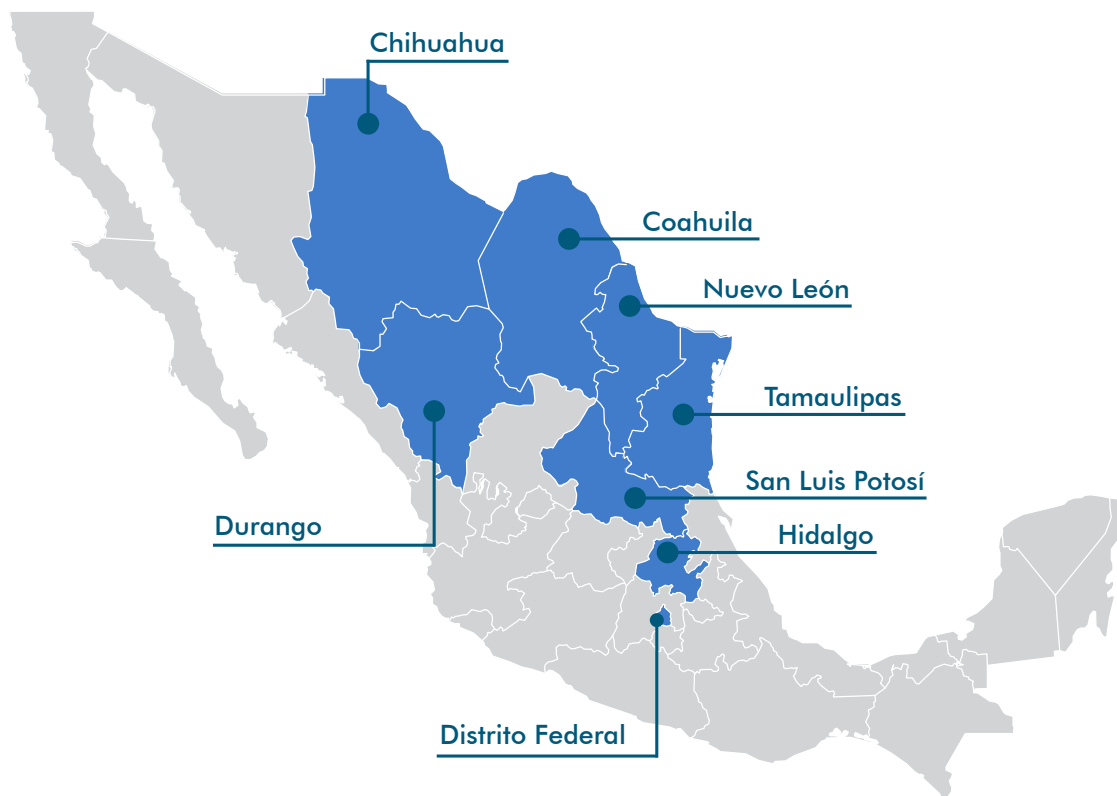 Chihuahua
Coahuila
Nuevo León
Tamaulipas
San Luis Potosí
Durango
Hidalgo
Distrito Federal